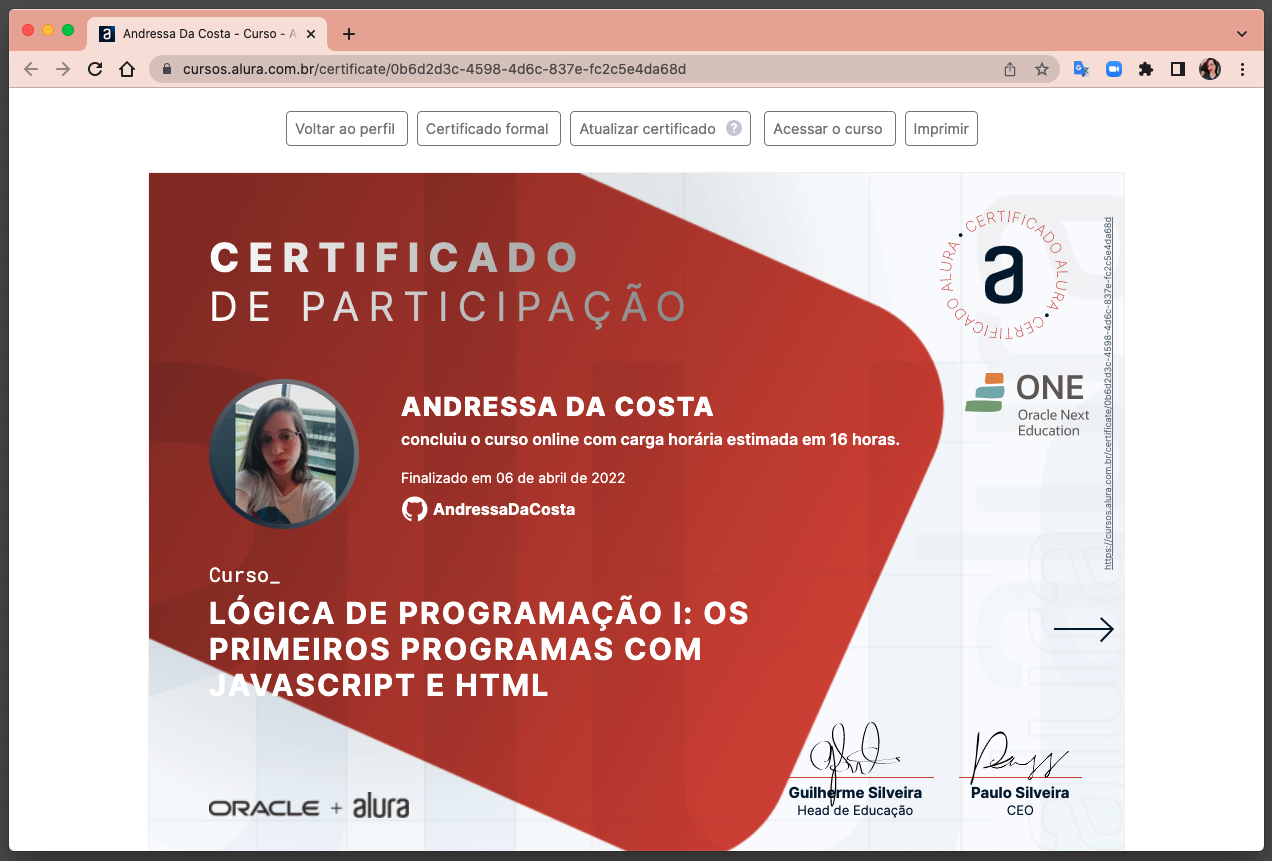 Andressa Da Costa - Curso - A
cursos.alura.com.br/certificate/0b6d2d3c-4598-4d6c-837e-fc2c5e4da68d
Voltar ao perfil
Certificado formal
Atualizar certificado ?
Acessar o curso
Imprimir
CERTIFICADO
DE PARTICIPAÇÃO
CERTIFICADO ALURA • CERTIFICADO ALURA •
a
ONE
Oracle Next
Education
https://cursos.alura.com.br/certificate/0b6d2d3c-4598-4d6c-837e-fc2c5e4da68d
ANDRESSA DA COSTA
concluiu o curso online com carga horária estimada em 16 horas.
Finalizado em 06 de abril de 2022
AndressaDaCosta
Curso_
LÓGICA DE PROGRAMAÇÃO I: OS
PRIMEIROS PROGRAMAS COM
JAVASCRIPT E HTML
ORACLE + alura
Guilherme Silveira
Head de Educação
Paulo Silveira
CEO